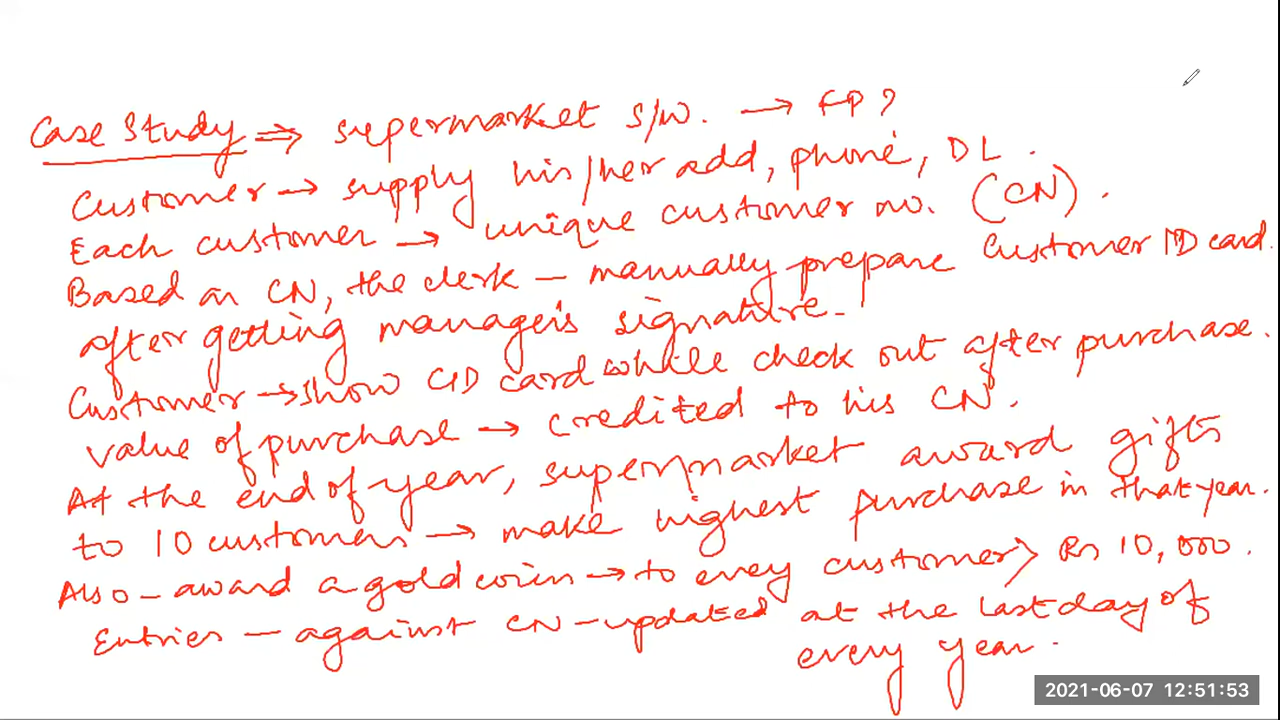 Case Study ⇒ supermarket S/W. → FP?
Customer → supply his/her add, phone, DL.
Each customer → unique customer no. (CN).
Based on CN, the clerk – manually prepare Customer ID card.
after getting manager's signature.
Customer → show CID card while check out after purchase.
Value of purchase → credited to his CN.
At the end of year, supermarket award gifts
to 10 customers → make highest purchase in that year.
Also – award a gold coin → to every customer > Rs 10,000.
Entries – against CN – updated at the last day of
every year.
2021-06-07 12:51:53